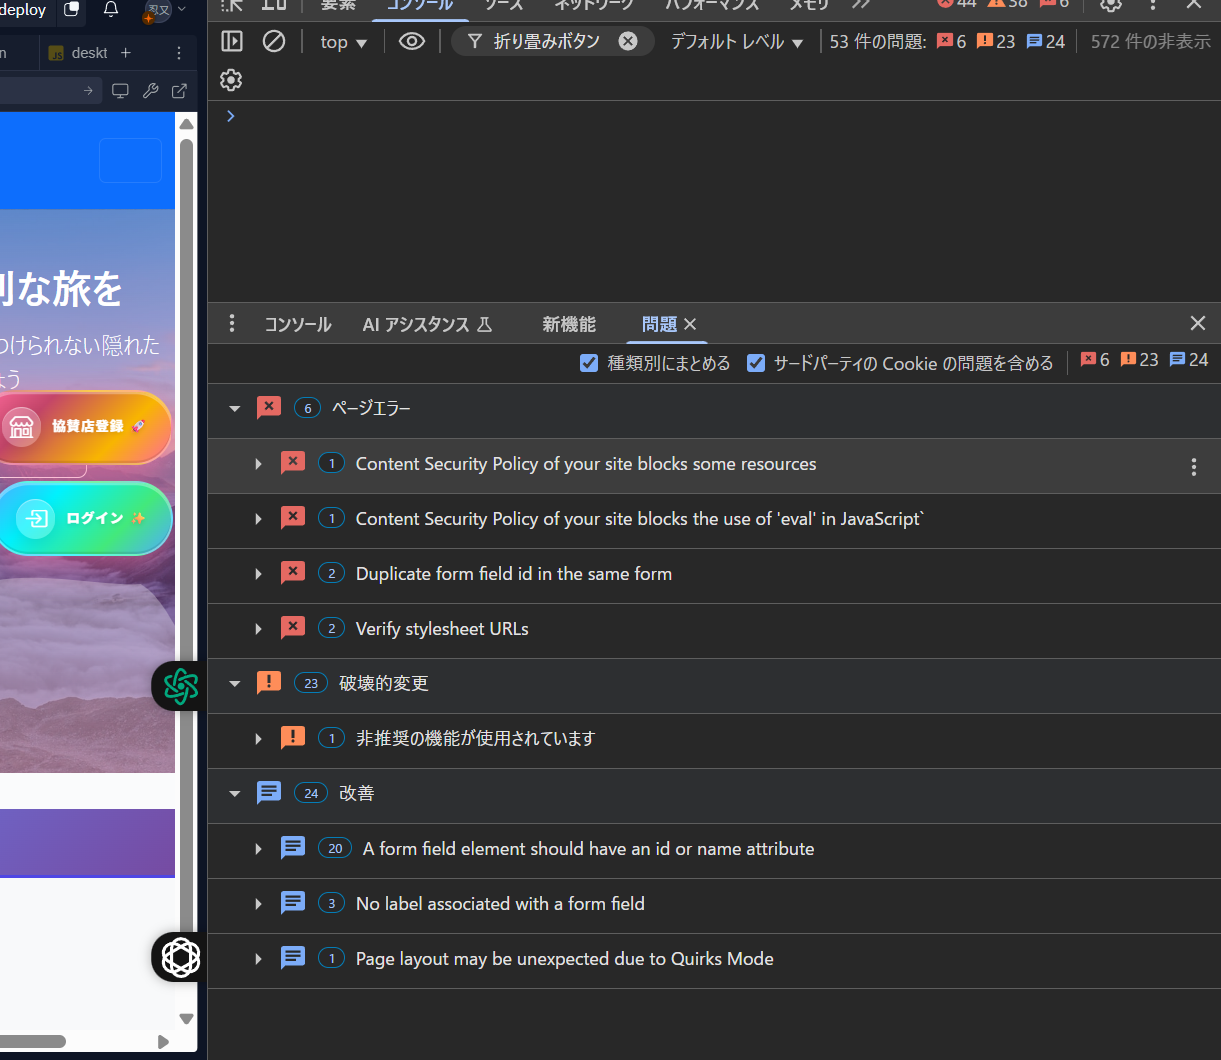 deploy
要素 コンソール ソース ネットワーク パフォーマンス メモリ
44 38 6
n JS deskt +
top 折り畳みボタン デフォルト レベル 53 件の問題: 6 23 24 572 件の非表示
な旅を
つけられない隠れた
ょう
協賛店登録
ログイン
コンソール AI アシスタンス 新機能 問題
種類別にまとめる サードパーティの Cookie の問題を含める 6 23 24
6 ページエラー
1 Content Security Policy of your site blocks some resources
1 Content Security Policy of your site blocks the use of 'eval' in JavaScript`
2 Duplicate form field id in the same form
2 Verify stylesheet URLs
23 破壊的変更
1 非推奨の機能が使用されています
24 改善
20 A form field element should have an id or name attribute
3 No label associated with a form field
1 Page layout may be unexpected due to Quirks Mode